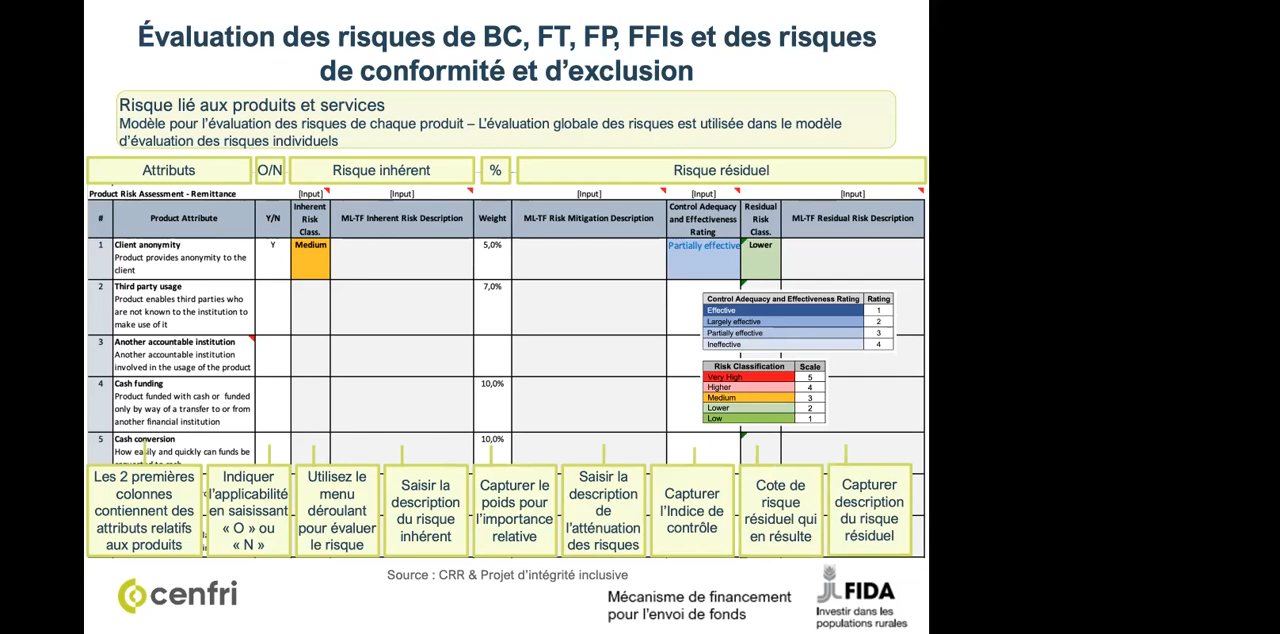 Évaluation des risques de BC, FT, FP, FFIs et des risques
de conformité et d’exclusion
Risque lié aux produits et services
Modèle pour l’évaluation des risques de chaque produit – L’évaluation globale des risques est utilisée dans le modèle
d’évaluation des risques individuels
Attributs
O/N
Risque inhérent
%
Risque résiduel
Product Risk Assessment - Remittance
[Input]
[Input]
[Input]
[Input]
[Input]
#
Product Attribute
Y/N
Inherent
Risk
Class.
ML-TF Inherent Risk Description
Weight
ML-TF Risk Mitigation Description
Control Adequacy
and Effectiveness
Rating
Residual
Risk
Class.
ML-TF Residual Risk Description
1
Client anonymity
Product provides anonymity to the
client
Y
Medium
5,0%
Partially effective
Lower
2
Third party usage
Product enables third parties who
are not known to the institution to
make use of it
7,0%
3
Another accountable institution
Another accountable institution
involved in the usage of the product
4
Cash funding
Product funded with cash or funded
only by way of a transfer to or from
another financial institution
10,0%
5
Cash conversion
How easily and quickly can funds be
10,0%
Control Adequacy and Effectiveness Rating
Rating
Effective
1
Largely effective
2
Partially effective
3
Ineffective
4
Risk Classification
Scale
Very High
5
Higher
4
Medium
3
Lower
2
Low
1
Les 2 premières
colonnes
contiennent des
attributs relatifs
aux produits
Indiquer
l’applicabilité
en saisissant
« O » ou
« N »
Utilisez le
menu
déroulant
pour évaluer
le risque
Saisir la
description
du risque
inhérent
Capturer le
poids pour
l’importance
relative
Saisir la
description
de
l’atténuation
des risques
Capturer
l’Indice de
contrôle
Cote de
risque
résiduel qui
en résulte
Capturer
description
du risque
résiduel
Source : CRR & Projet d’intégrité inclusive
cenfri
Mécanisme de financement
pour l’envoi de fonds
FIDA
Investir dans les
populations rurales